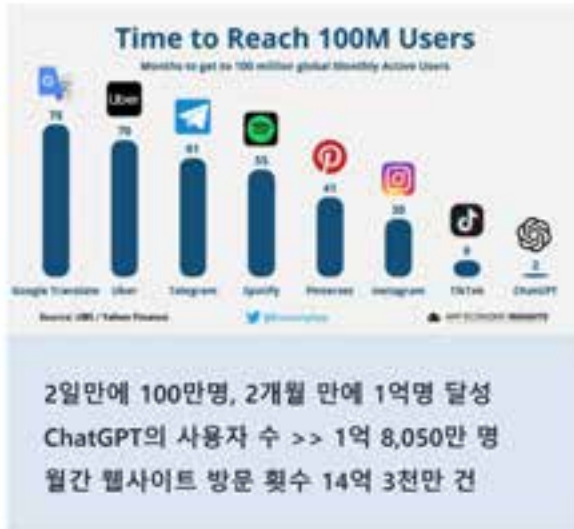 Time to Reach 100M Users
Months to get to 100 million global Monthly Active Users
Uber
78
70
61
55
41
30
9
2
Google Translate Uber Telegram Spotify Pinterest Instagram TikTok ChatGPT
Source: UBS / Yahoo Finance
APP ECONOMY INSIGHTS
2일만에 100만명, 2개월 만에 1억명 달성
ChatGPT의 사용자 수 >> 1억 8,050만 명
월간 웹사이트 방문 횟수 14억 3천만 건